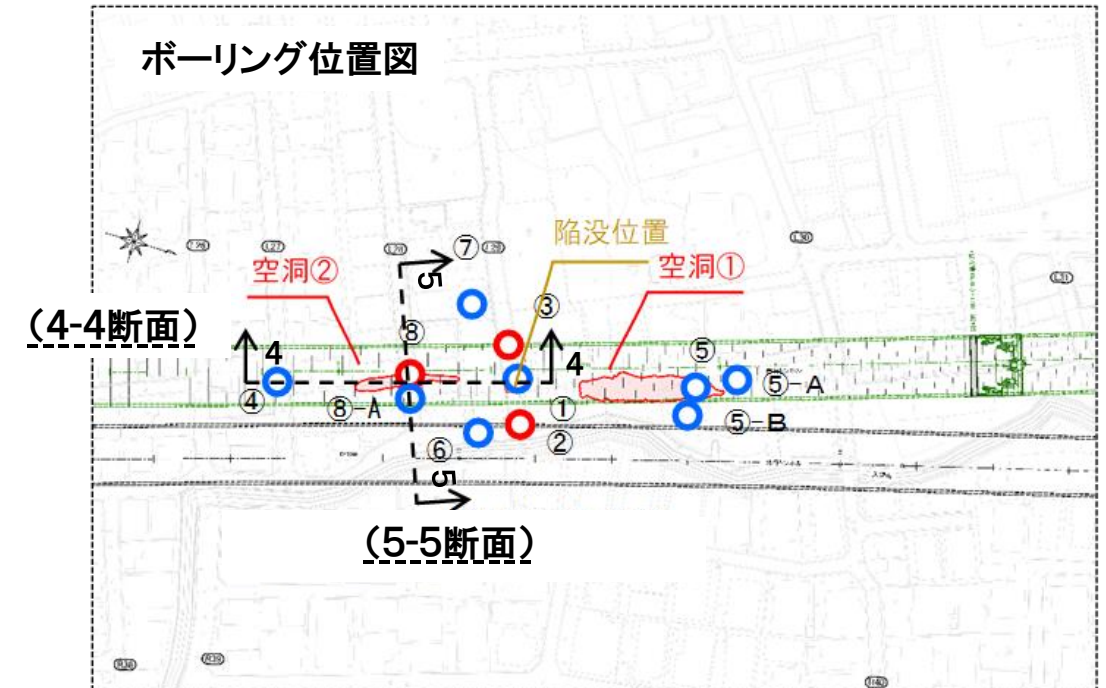 ボーリング位置図
陥没位置
⑦
空洞② 空洞①
5
(4-4断面)
⑧ ③
4 4 ⑤
④ ⑧-A ① ⑤-A
⑥ ② ⑤-B
5
(5-5断面)